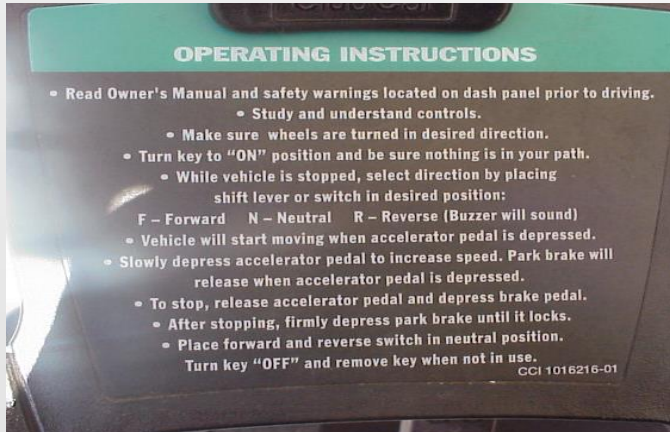 OPERATING INSTRUCTIONS
• Read Owner's Manual and safety warnings located on dash panel prior to driving.
• Study and understand controls.
• Make sure wheels are turned in desired direction.
• Turn key to “ON” position and be sure nothing is in your path.
• While vehicle is stopped, select direction by placing
shift lever or switch in desired position:
F – Forward N – Neutral R – Reverse (Buzzer will sound)
• Vehicle will start moving when accelerator pedal is depressed.
• Slowly depress accelerator pedal to increase speed. Park brake will
release when accelerator pedal is depressed.
• To stop, release accelerator pedal and depress brake pedal.
• After stopping, firmly depress park brake until it locks.
• Place forward and reverse switch in neutral position.
Turn key “OFF” and remove key when not in use.
CCI 1016216-01